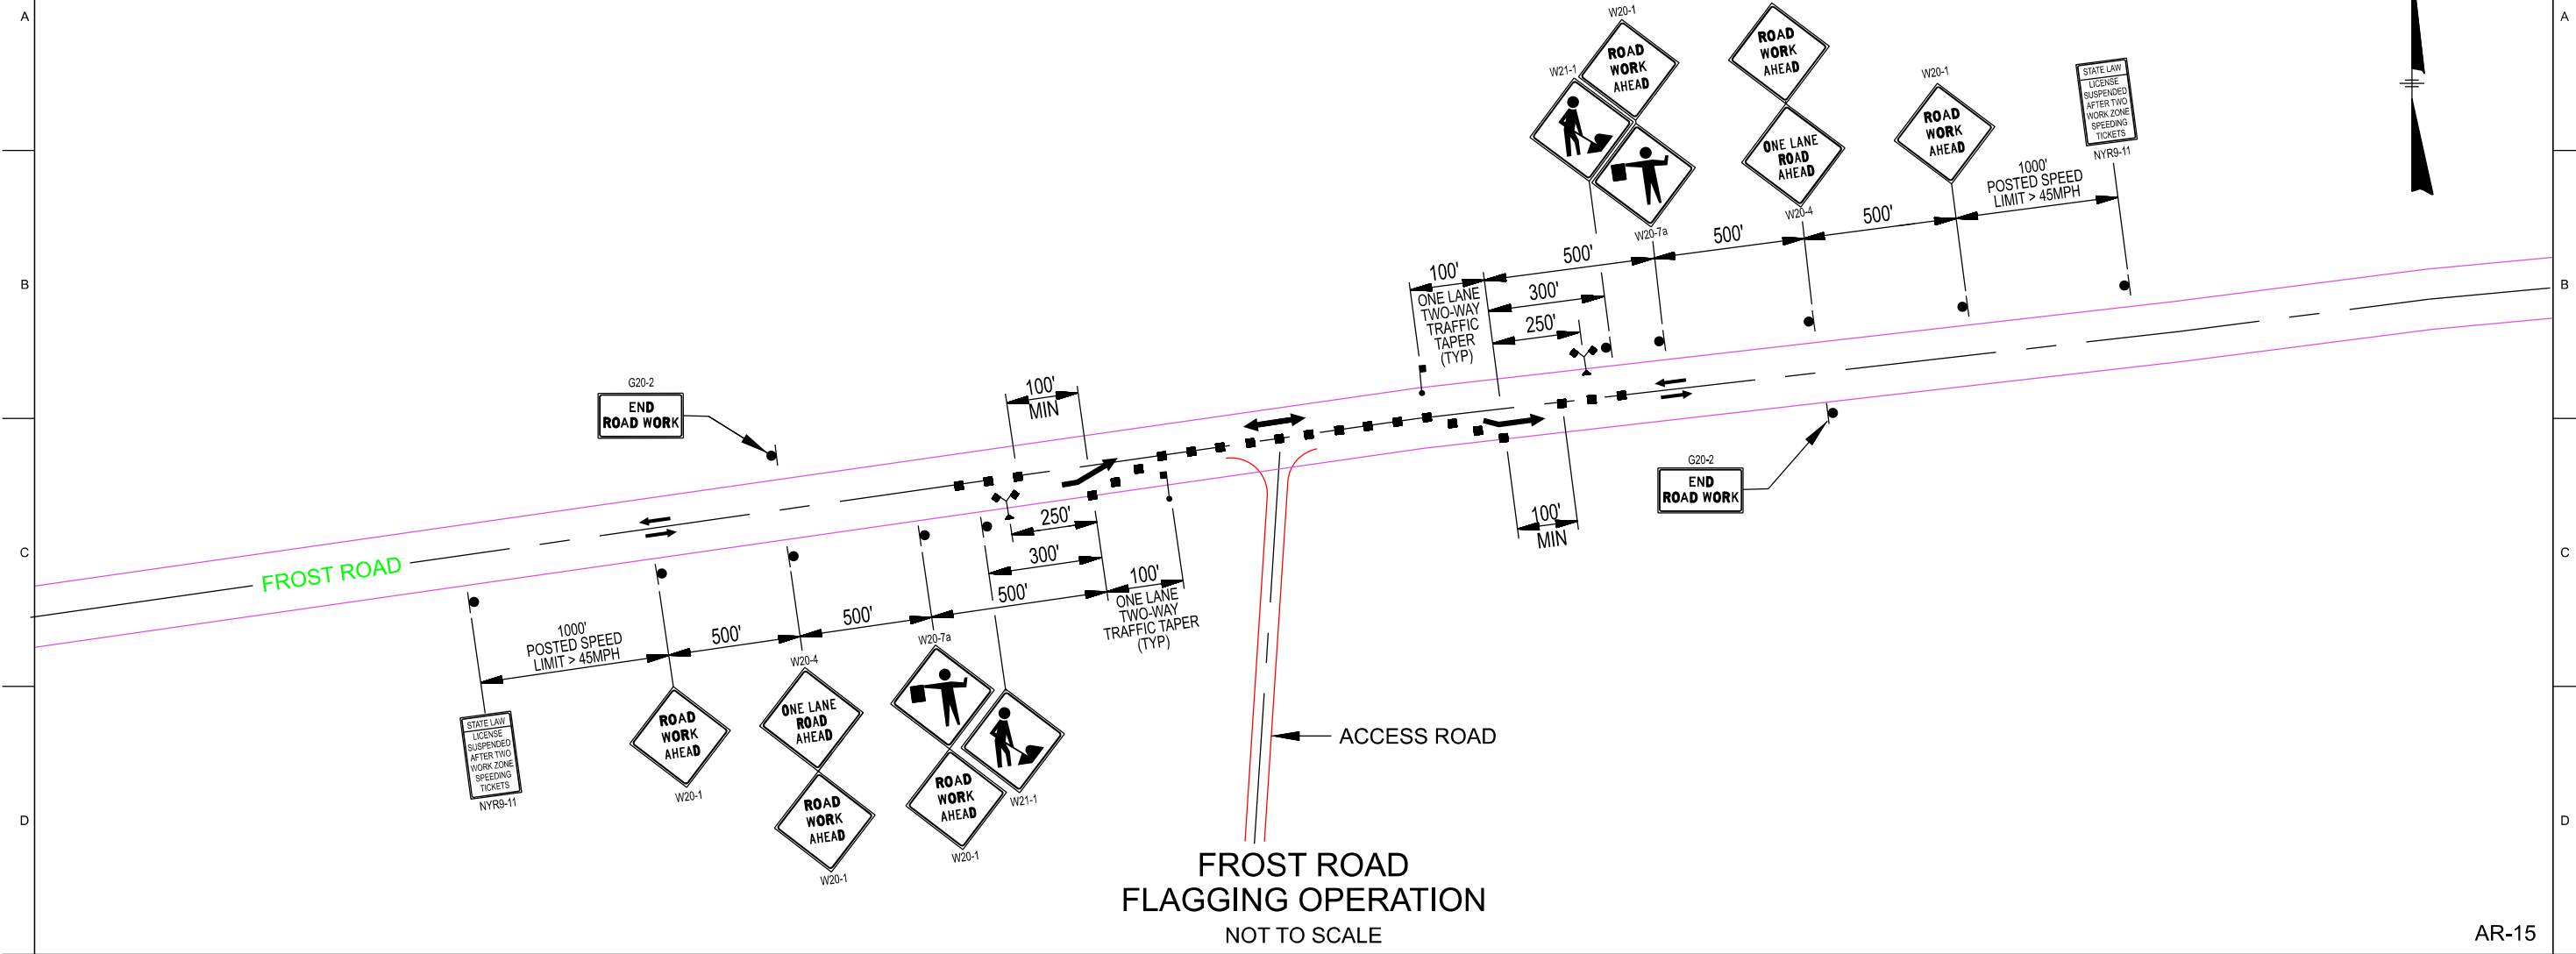 A
A
W20-1
ROAD
WORK
AHEAD
W21-1
W20-7a
ROAD
WORK
AHEAD
ONE LANE
ROAD
AHEAD
W20-4
W20-1
ROAD
WORK
AHEAD
STATE LAW
LICENSE
SUSPENDED
AFTER TWO
WORK ZONE
SPEEDING
TICKETS
NYR9-11
1000'
POSTED SPEED
LIMIT > 45MPH
500'
500'
500'
100'
ONE LANE
TWO-WAY
TRAFFIC
TAPER
(TYP)
300'
250'
B
B
G20-2
END
ROAD WORK
100'
MIN
G20-2
END
ROAD WORK
100'
MIN
C
C
FROST ROAD
250'
300'
500'
100'
ONE LANE
TWO-WAY
TRAFFIC TAPER
(TYP)
500'
500'
1000'
POSTED SPEED
LIMIT > 45MPH
STATE LAW
LICENSE
SUSPENDED
AFTER TWO
WORK ZONE
SPEEDING
TICKETS
NYR9-11
ROAD
WORK
AHEAD
W20-1
W20-4
ONE LANE
ROAD
AHEAD
ROAD
WORK
AHEAD
W20-1
W20-7a
ROAD
WORK
AHEAD
W20-1
W21-1
ACCESS ROAD
D
D
FROST ROAD
FLAGGING OPERATION
NOT TO SCALE
AR-15